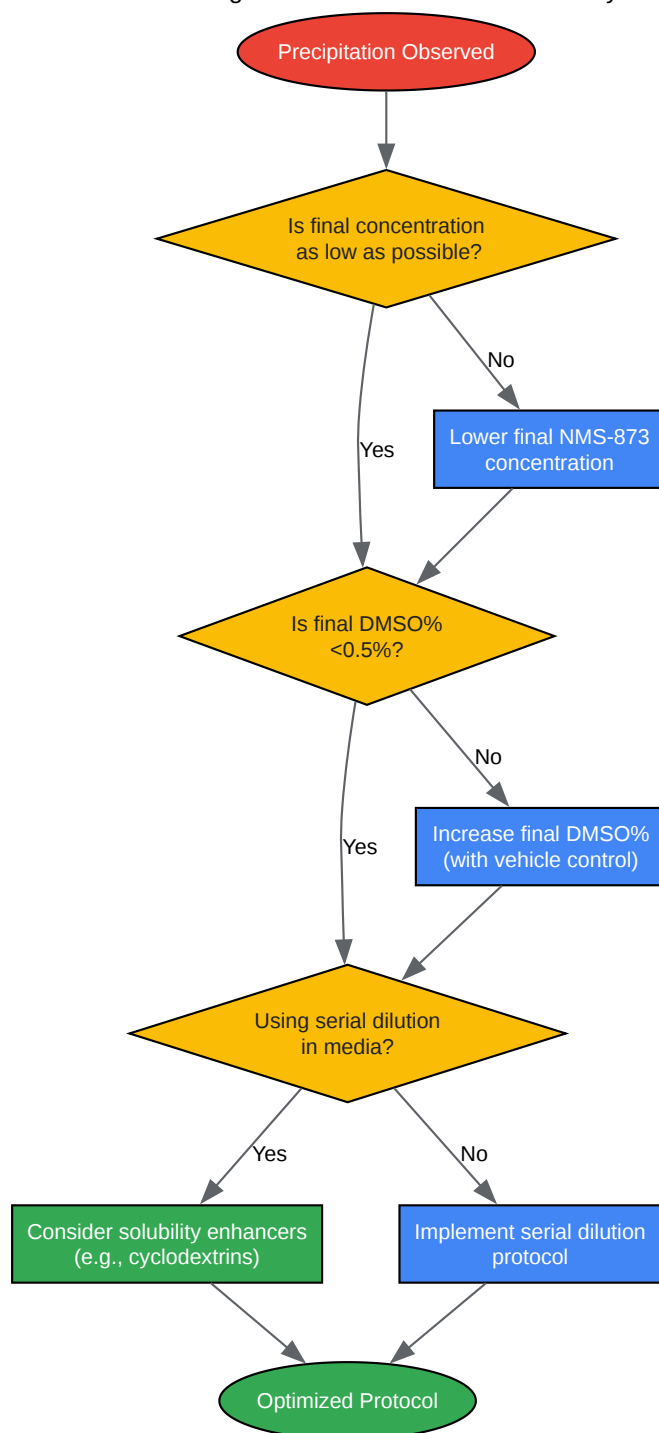 Precipitation Observed
Is final concentration
as low as possible?
No
Lower final NMS-873
concentration
Yes
Is final DMSO%
<0.5%?
No
Increase final DMSO%
(with vehicle control)
Yes
Using serial dilution
in media?
Yes
No
Consider solubility enhancers
(e.g., cyclodextrins)
Implement serial dilution
protocol
Optimized Protocol